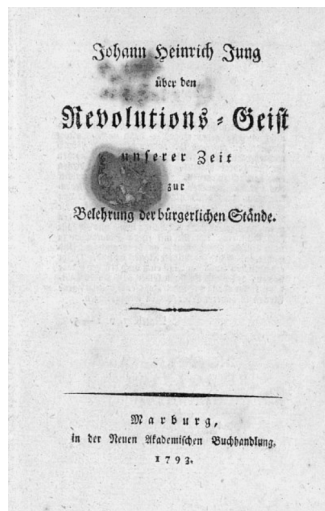 Johann Heinrich Jung
über den
Revolutions-Geist
unserer Zeit
zur
Belehrung der bürgerlichen Stände.
Marburg,
in der Neuen Akademischen Buchhandlung,
1793.